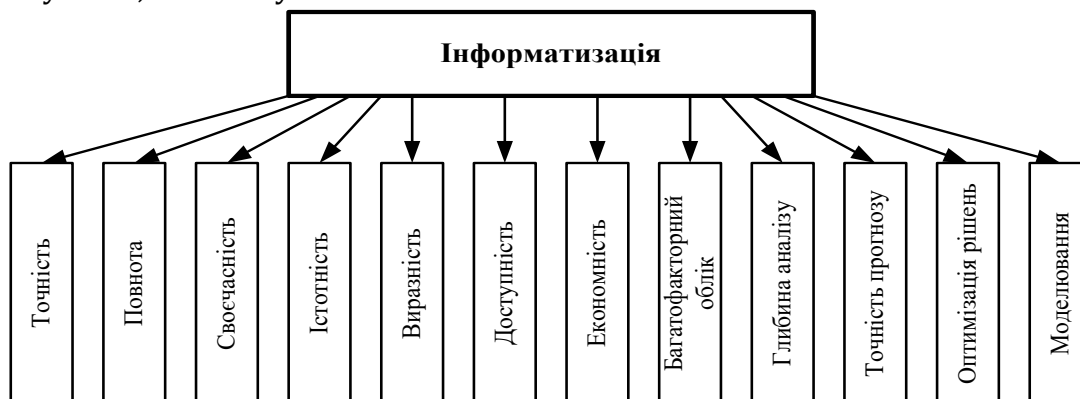 Інформатизація
Точність
Повнота
Своєчасність
Істотність
Виразність
Доступність
Економність
Багатофакторний
облік
Глибина аналізу
Точність прогнозу
Оптимізація рішень
Моделювання